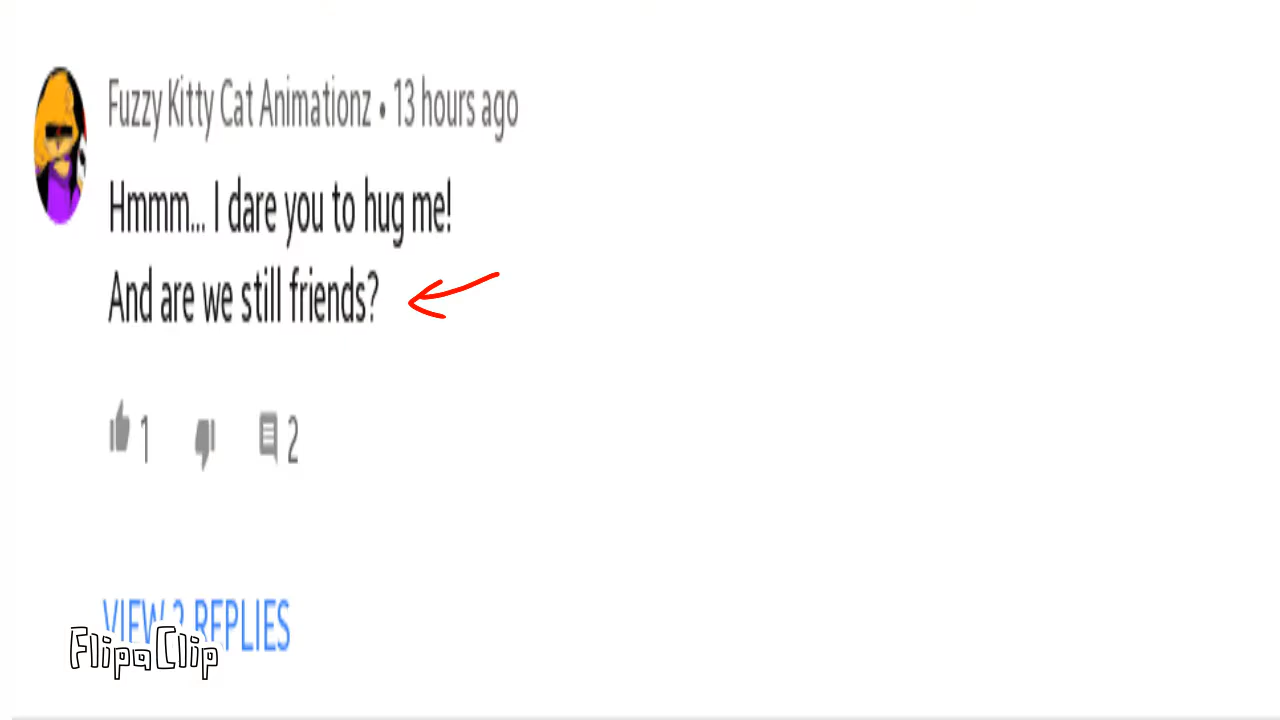 Fuzzy Kitty Cat Animationz • 13 hours ago
Hmmm... I dare you to hug me!
And are we still friends?
1 2
VIEW REPLIES
FlipaClip